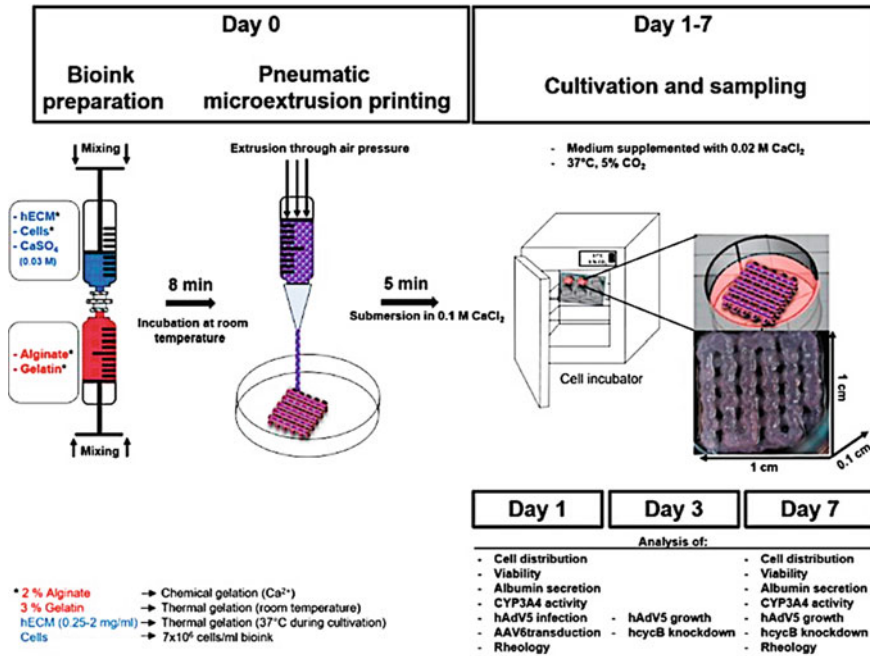 Day 0
Bioink
preparation
Pneumatic
microextrusion printing
Day 1-7
Cultivation and sampling
Mixing
- hECM*
- Cells*
- CaSO4
(0.03 M)
- Alginate*
- Gelatin*
Mixing
8 min
Incubation at room
temperature
Extrusion through air pressure
5 min
Submersion in 0.1 M CaCl2
- Medium supplemented with 0.02 M CaCl2
- 37°C, 5% CO2
Cell incubator
1 cm
1 cm
0.1 cm
Day 1
Day 3
Day 7
Analysis of:
- Cell distribution
- Viability
- Albumin secretion
- CYP3A4 activity
- hAdV5 infection
- AAV6transduction
- Rheology
- hAdV5 growth
- hcycB knockdown
- Cell distribution
- Viability
- Albumin secretion
- CYP3A4 activity
- hAdV5 growth
- hcycB knockdown
- Rheology
* 2 % Alginate → Chemical gelation (Ca2+)
3 % Gelatin → Thermal gelation (room temperature)
hECM (0.25-2 mg/ml) → Thermal gelation (37°C during cultivation)
Cells → 7x10⁶ cells/ml bioink